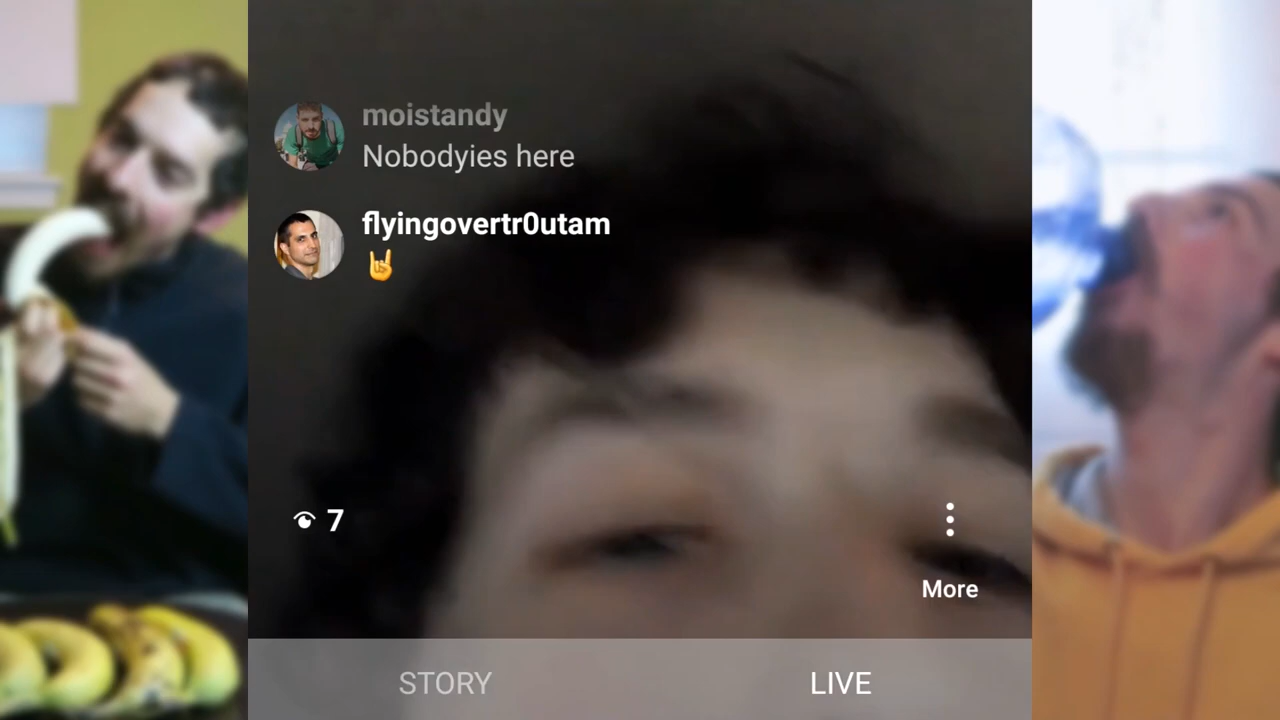 moistandy
Nobodyies here
flyingovertr0utam
🤘
7
More
STORY
LIVE